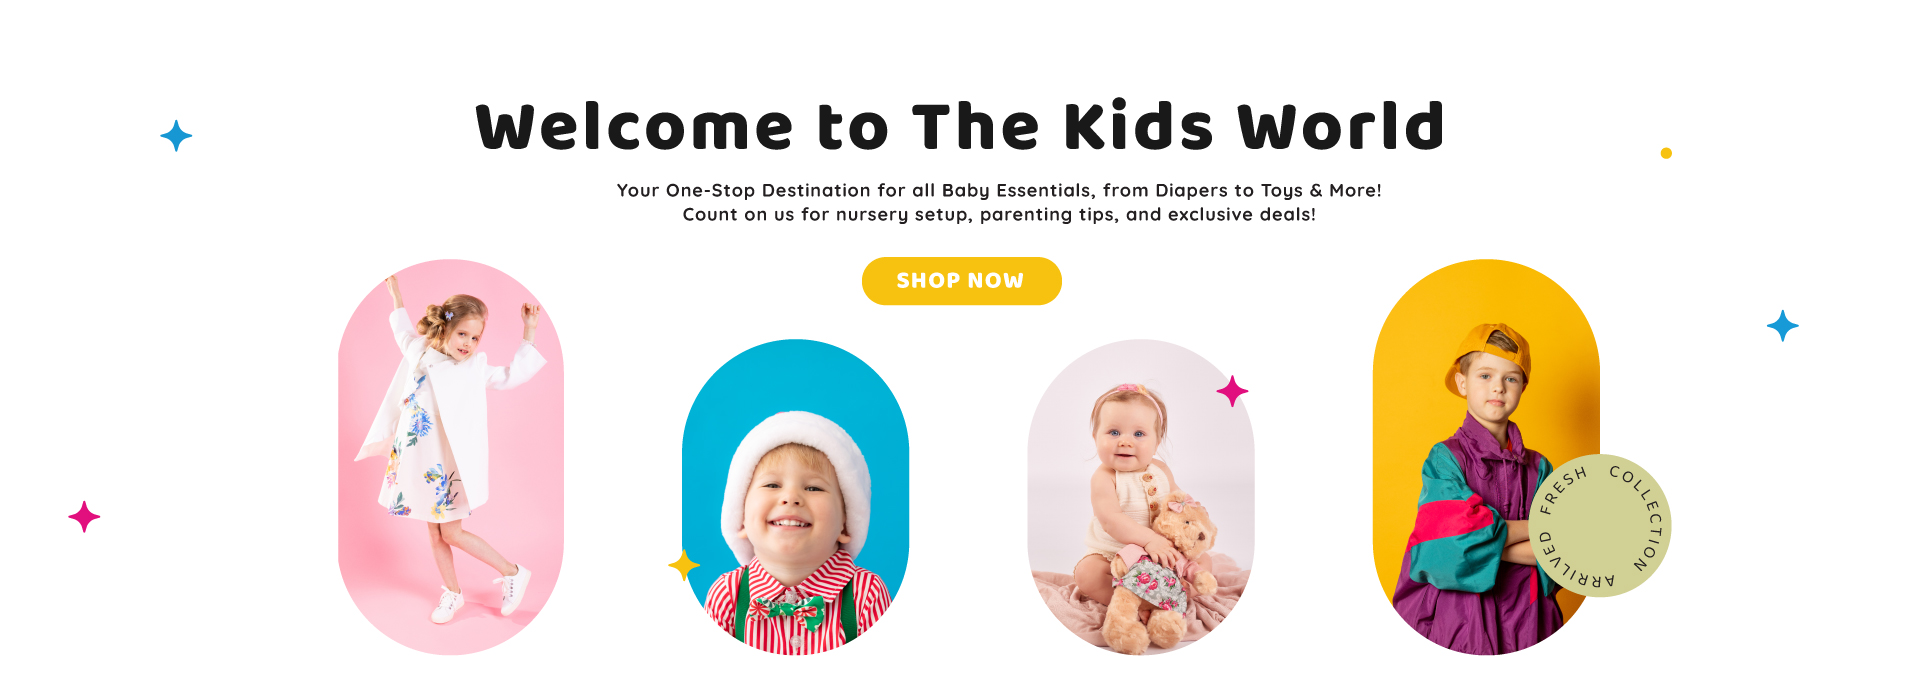 Welcome to The Kids World
Your One-Stop Destination for all Baby Essentials, from Diapers to Toys & More!
Count on us for nursery setup, parenting tips, and exclusive deals!
SHOP NOW
FRESH COLLECTION ARRILVED